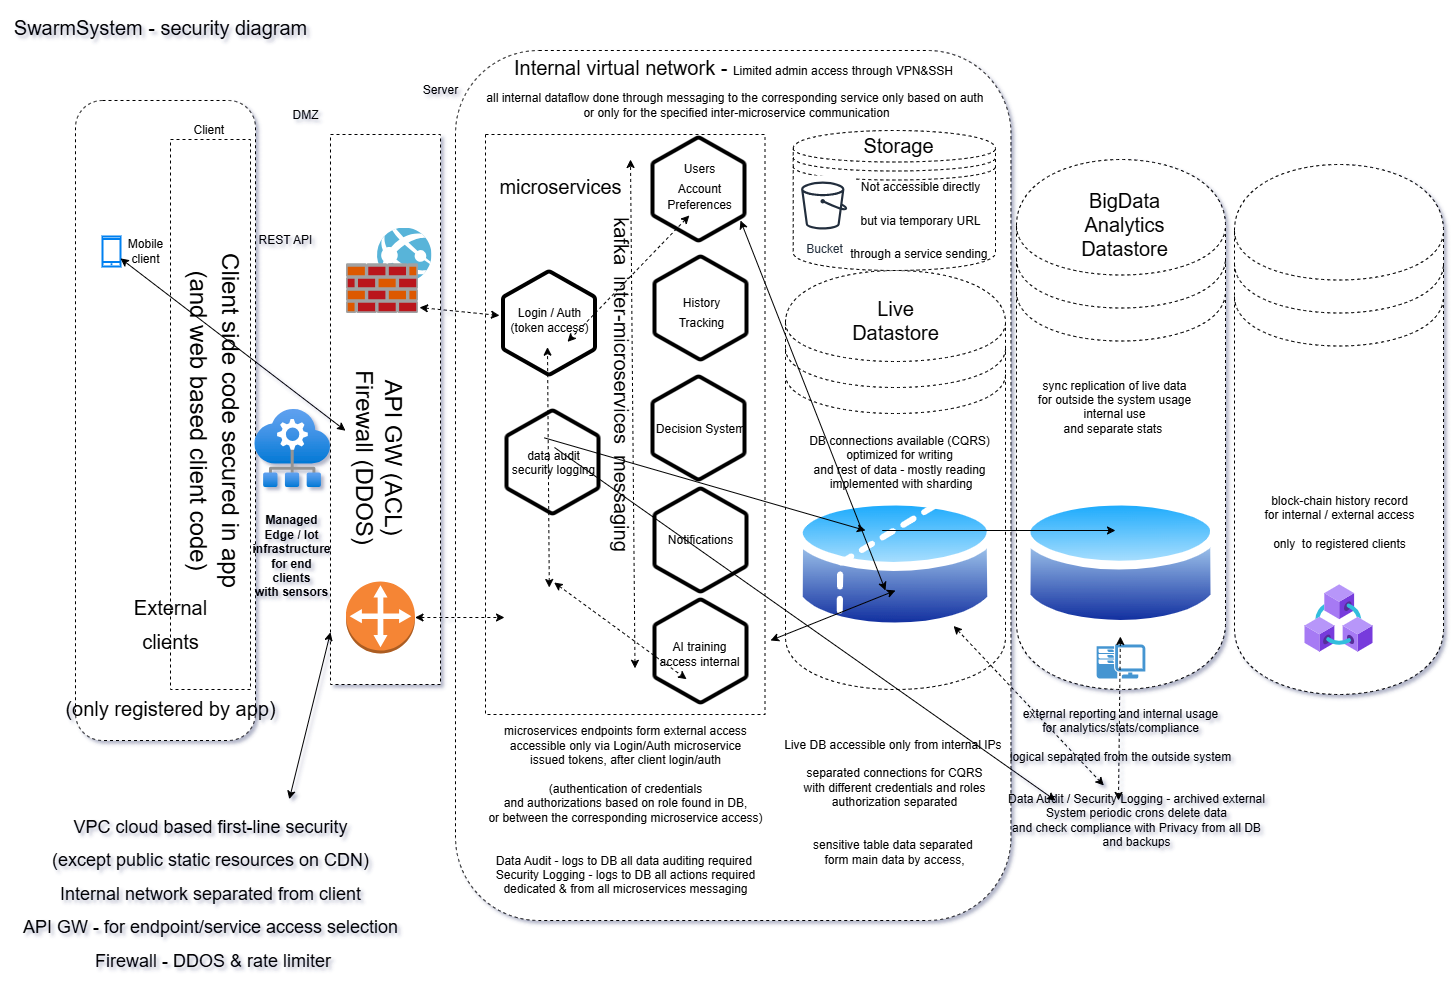 SwarmSystem - security diagram
Client
Mobile
client
Client side code secured in app
(and web based client code)
External
clients
(only registered by app)
DMZ
REST API
Managed
Edge / Iot
infrastructure
for end
clients
with sensors
API GW (ACL)
Firewall (DDOS)
VPC cloud based first-line security
(except public static resources on CDN)
Internal network separated from client
API GW - for endpoint/service access selection
Firewall - DDOS & rate limiter
Server
Internal virtual network - Limited admin access through VPN&SSH
all internal dataflow done through messaging to the corresponding service only based on auth
or only for the specified inter-microservice communication
microservices
kafka inter-microservices messaging
Login / Auth
(token access)
data audit
security logging
Users
Account
Preferences
History
Tracking
Decision System
Notifications
AI training
access internal
microservices endpoints form external access
accessible only via Login/Auth microservice
issued tokens, after client login/auth
(authentication of credentials
and authorizations based on role found in DB,
or between the corresponding microservice access)
Data Audit - logs to DB all data auditing required
Security Logging - logs to DB all actions required
dedicated & from all microservices messaging
Storage
Bucket
Not accessible directly
but via temporary URL
through a service sending
Live
Datastore
DB connections available (CQRS)
optimized for writing
and rest of data - mostly reading
implemented with sharding
Live DB accessible only from internal IPs
separated connections for CQRS
with different credentials and roles
authorization separated
sensitive table data separated
form main data by access,
BigData
Analytics
Datastore
sync replication of live data
for outside the system usage
internal use
and separate stats
external reporting and internal usage
for analytics/stats/compliance
logical separated from the outside system
Data Audit / Security Logging - archived external
System periodic crons delete data
and check compliance with Privacy from all DB
and backups
block-chain history record
for internal / external access
only to registered clients